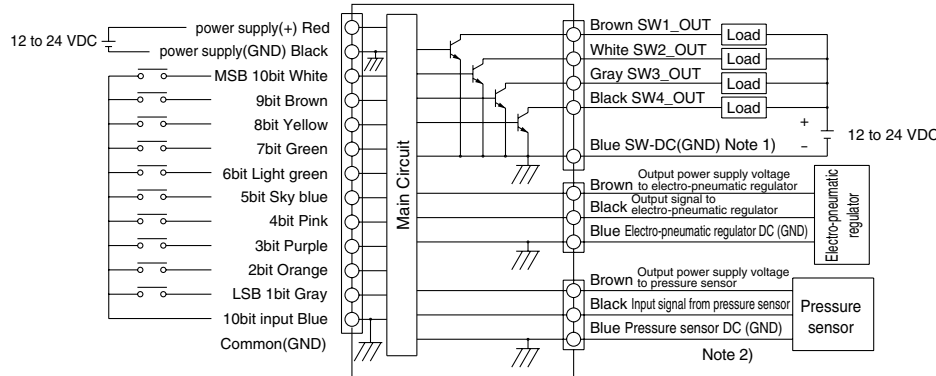 power supply(+) Red
12 to 24 VDC
power supply(GND) Black
MSB 10bit White
9bit Brown
8bit Yellow
7bit Green
6bit Light green
5bit Sky blue
4bit Pink
3bit Purple
2bit Orange
LSB 1bit Gray
10bit input Blue
Common(GND)
Main Circuit
Brown SW1_OUT
Load
White SW2_OUT
Load
Gray SW3_OUT
Load
Black SW4_OUT
Load
+
12 to 24 VDC
−
Blue SW-DC(GND) Note 1)
Brown Output power supply voltage
to electro-pneumatic regulator
Black Output signal to
electro-pneumatic regulator
Blue Electro-pneumatic regulator DC (GND)
Electro-pneumatic
regulator
Brown Output power supply voltage
to pressure sensor
Black Input signal from pressure sensor
Blue Pressure sensor DC (GND)
Pressure
sensor
Note 2)